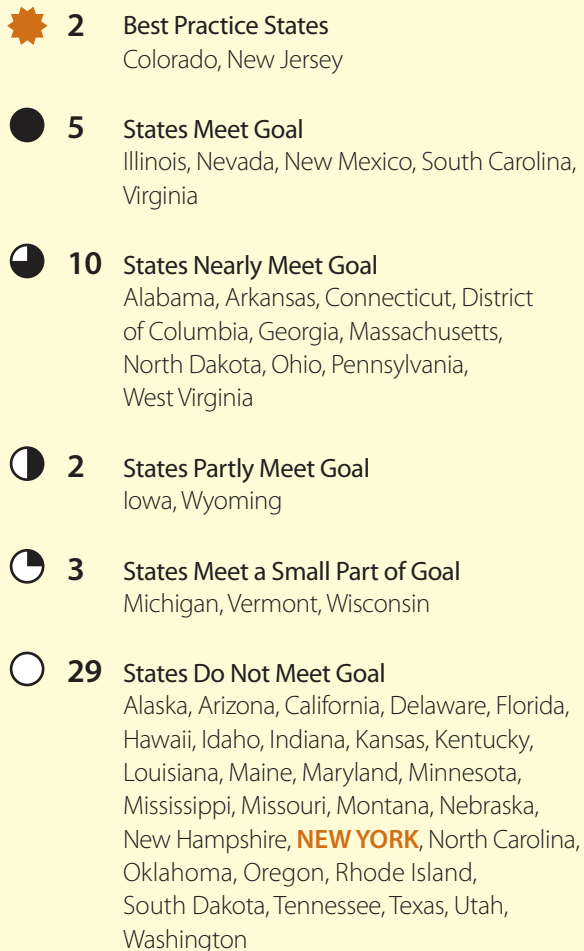 2 Best Practice States
Colorado, New Jersey
5 States Meet Goal
Illinois, Nevada, New Mexico, South Carolina,
Virginia
10 States Nearly Meet Goal
Alabama, Arkansas, Connecticut, District
of Columbia, Georgia, Massachusetts,
North Dakota, Ohio, Pennsylvania,
West Virginia
2 States Partly Meet Goal
Iowa, Wyoming
3 States Meet a Small Part of Goal
Michigan, Vermont, Wisconsin
29 States Do Not Meet Goal
Alaska, Arizona, California, Delaware, Florida,
Hawaii, Idaho, Indiana, Kansas, Kentucky,
Louisiana, Maine, Maryland, Minnesota,
Mississippi, Missouri, Montana, Nebraska,
New Hampshire, NEW YORK, North Carolina,
Oklahoma, Oregon, Rhode Island,
South Dakota, Tennessee, Texas, Utah,
Washington